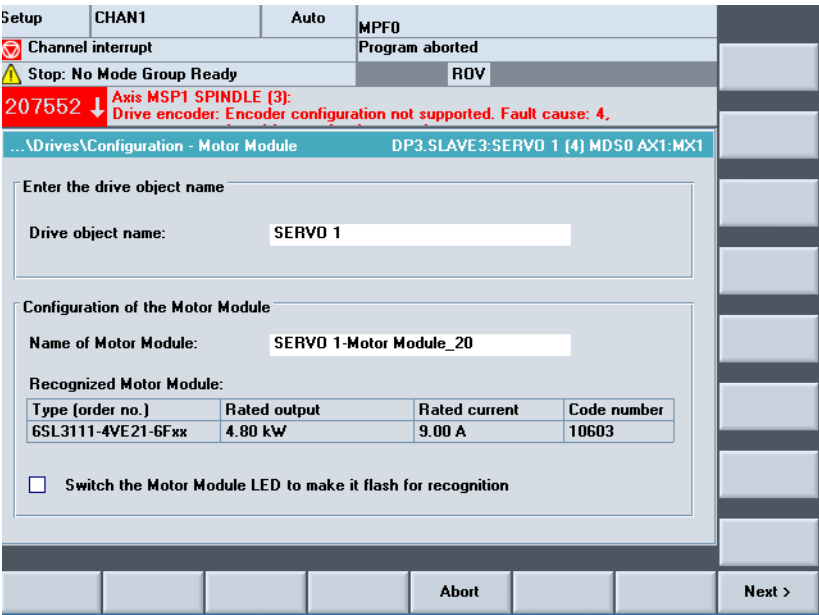 Setup CHAN1 Auto MPF0
Channel interrupt Program aborted
Stop: No Mode Group Ready ROV
207552 Axis MSP1 SPINDLE (3):
Drive encoder: Encoder configuration not supported. Fault cause: 4,
...\Drives\Configuration - Motor Module DP3.SLAVE3:SERVO 1 (4) MDS0 AX1:MX1
Enter the drive object name
Drive object name: SERVO 1
Configuration of the Motor Module
Name of Motor Module: SERVO 1-Motor Module_20
Recognized Motor Module:
Type (order no.) Rated output Rated current Code number
6SL3111-4VE21-6Fxx 4.80 kW 9.00 A 10603
Switch the Motor Module LED to make it flash for recognition
Abort Next >